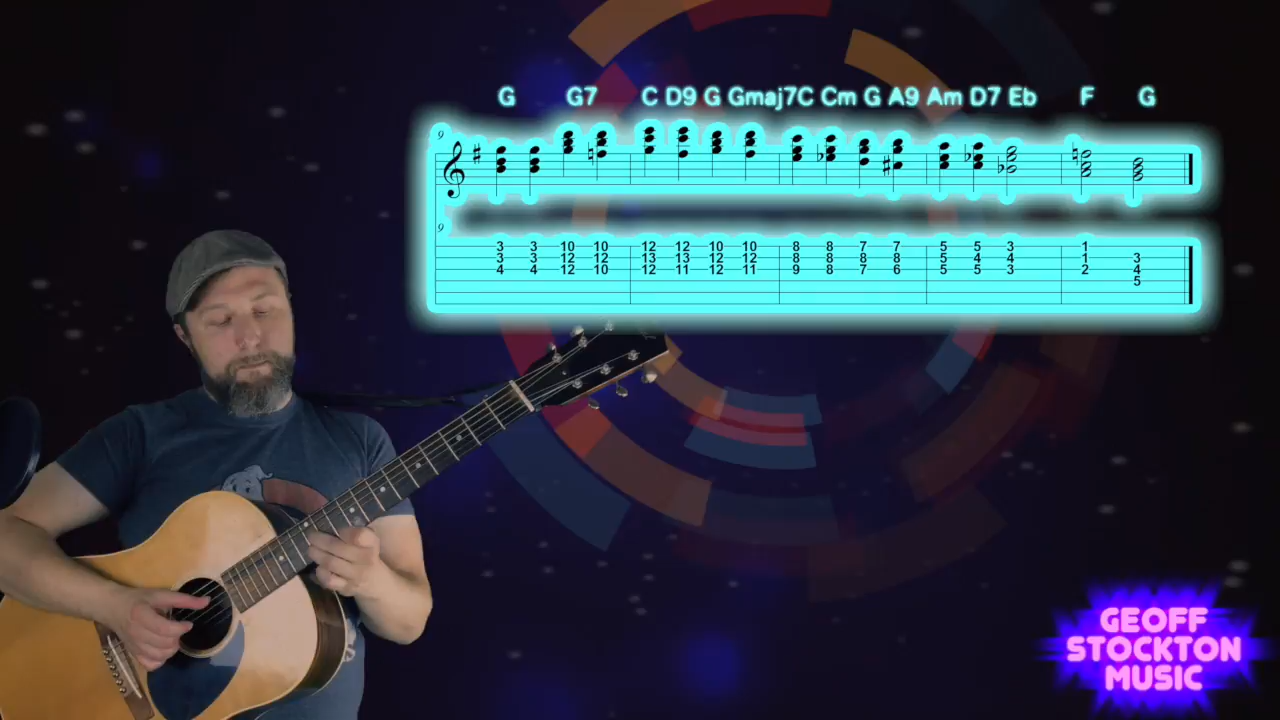 G G7 C D9 G Gmaj7C Cm G A9 Am D7 Eb F G
9
9
3 3 10 10 12 12 10 10 8 8 7 7 5 5 3 1
3 3 12 12 13 13 12 12 8 8 8 8 5 4 4 1 3
4 4 12 10 12 11 12 11 9 8 7 6 5 5 3 2 4
5
GEOFF
STOCKTON
MUSIC